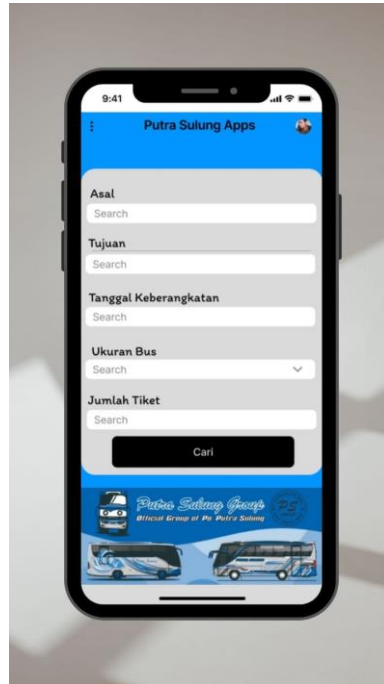 9:41
Putra Sulung Apps
Asal
Search
Tujuan
Search
Tanggal Keberangkatan
Search
Ukuran Bus
Search
Jumlah Tiket
Search
Cari
Putra Sulung Group
Official Group of Po. Putra Sulung
PS